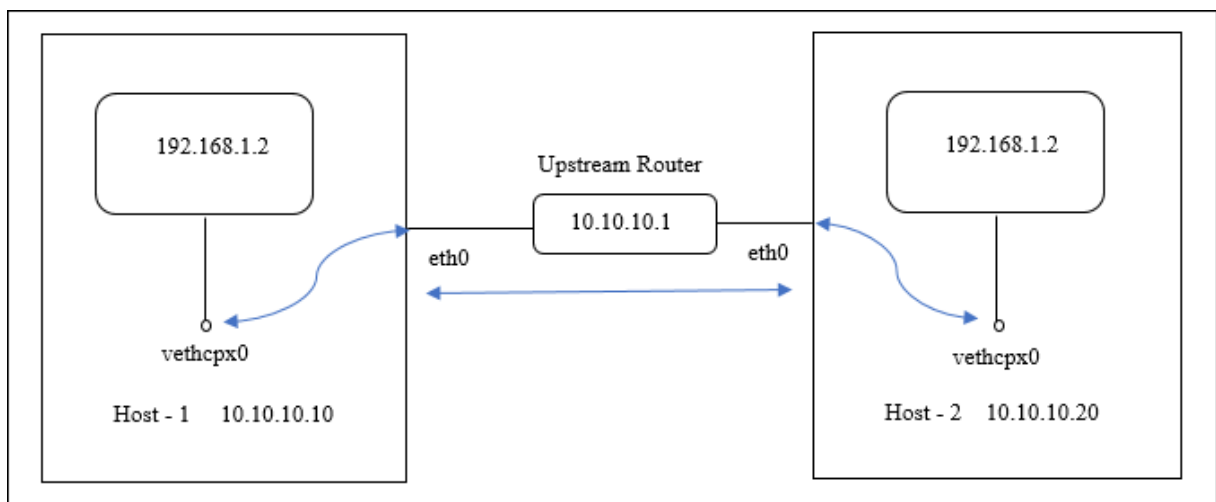 192.168.1.2
vethcpx0
Host - 1 10.10.10.10
Upstream Router
10.10.10.1
eth0
eth0
192.168.1.2
vethcpx0
Host - 2 10.10.10.20